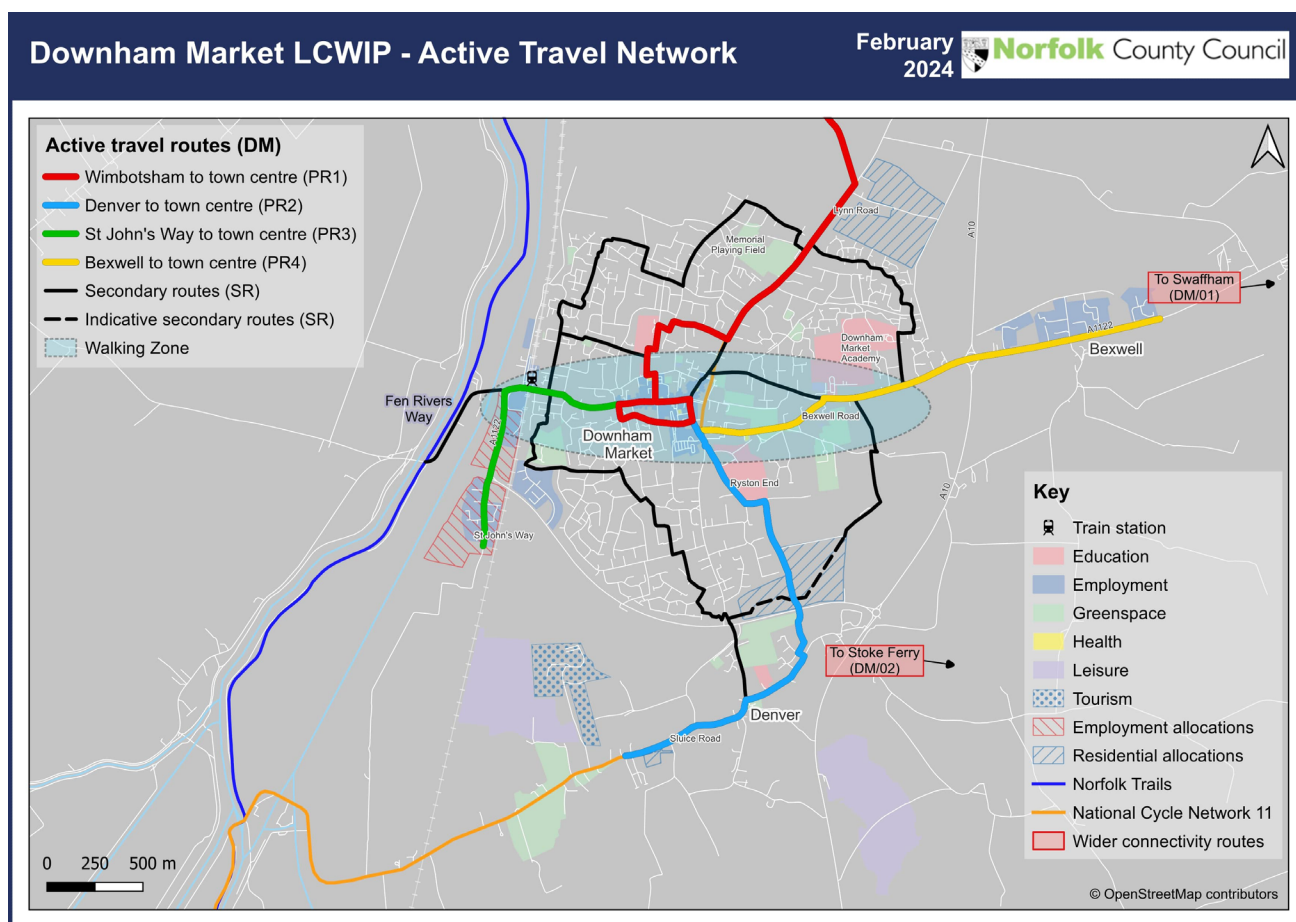 Downham Market LCWIP - Active Travel Network
February
2024
Norfolk County Council
Active travel routes (DM)
Wimbotsham to town centre (PR1)
Denver to town centre (PR2)
St John's Way to town centre (PR3)
Bexwell to town centre (PR4)
Secondary routes (SR)
Indicative secondary routes (SR)
Walking Zone
Lynn Road
Memorial
Playing Field
A10
To Swaffham
(DM/01)
A1122
Bexwell
Downham
Market
Academy
Fen Rivers
Way
A1122
Bexwell Road
Downham
Market
Ryston End
A10
St John's Way
To Stoke Ferry
(DM/02)
Denver
Sluice Road
Key
Train station
Education
Employment
Greenspace
Health
Leisure
Tourism
Employment allocations
Residential allocations
Norfolk Trails
National Cycle Network 11
Wider connectivity routes
0 250 500 m
© OpenStreetMap contributors